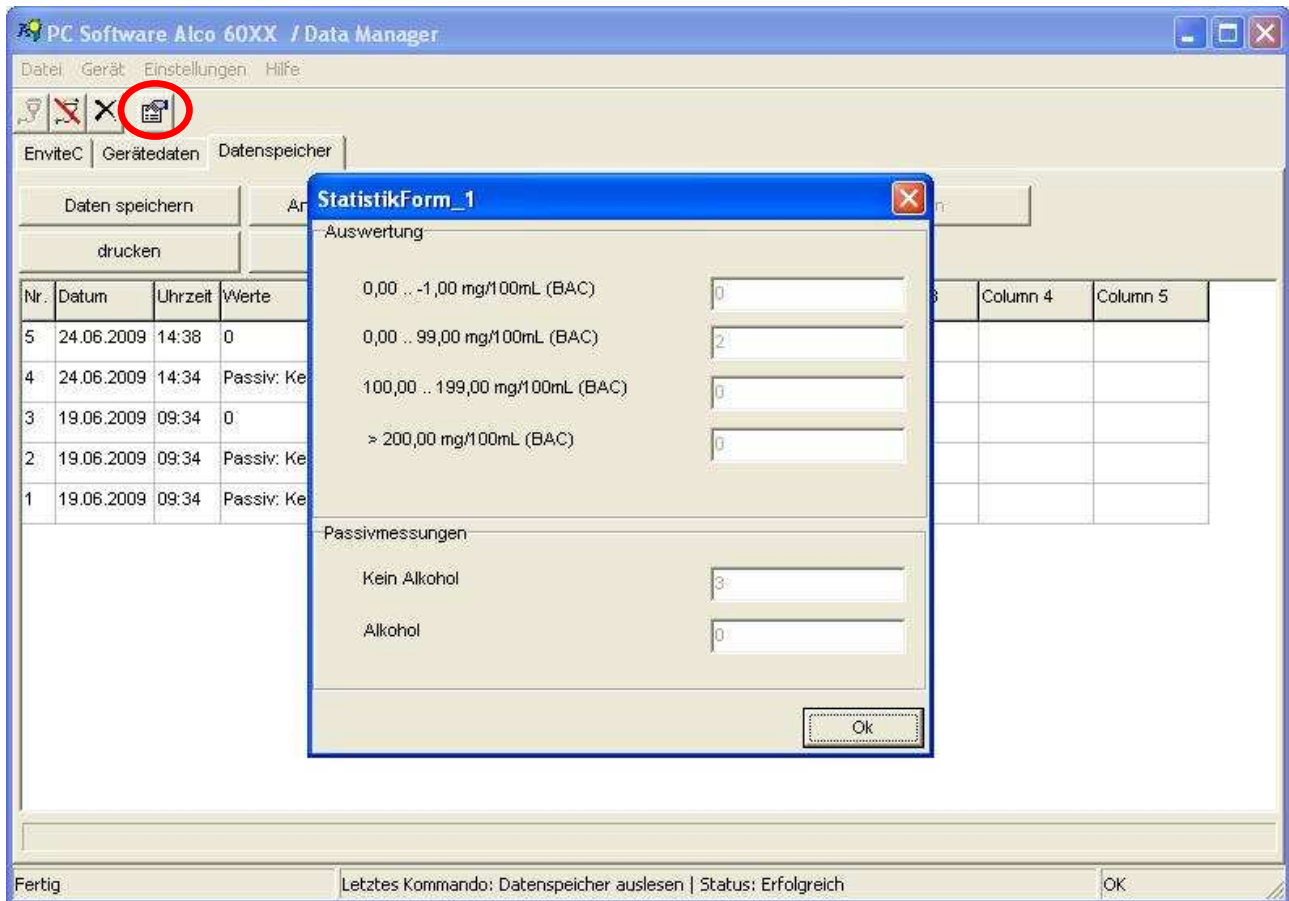 PC Software Alco 60XX / Data Manager
Datei Gerät Einstellungen Hilfe
EnviteC Gerätedaten Datenspeicher
Daten speichern
drucken
StatistikForm_1
Auswertung
0,00 .. -1,00 mg/100mL (BAC) 0
0,00 .. 99,00 mg/100mL (BAC) 2
100,00 .. 199,00 mg/100mL (BAC) 0
> 200,00 mg/100mL (BAC) 0
Passivmessungen
Kein Alkohol 3
Alkohol 0
Ok
Nr. Datum Uhrzeit Werte Column 4 Column 5
5 24.06.2009 14:38 0
4 24.06.2009 14:34 Passiv: Ke
3 19.06.2009 09:34 0
2 19.06.2009 09:34 Passiv: Ke
1 19.06.2009 09:34 Passiv: Ke
Fertig Letztes Kommando: Datenspeicher auslesen | Status: Erfolgreich OK